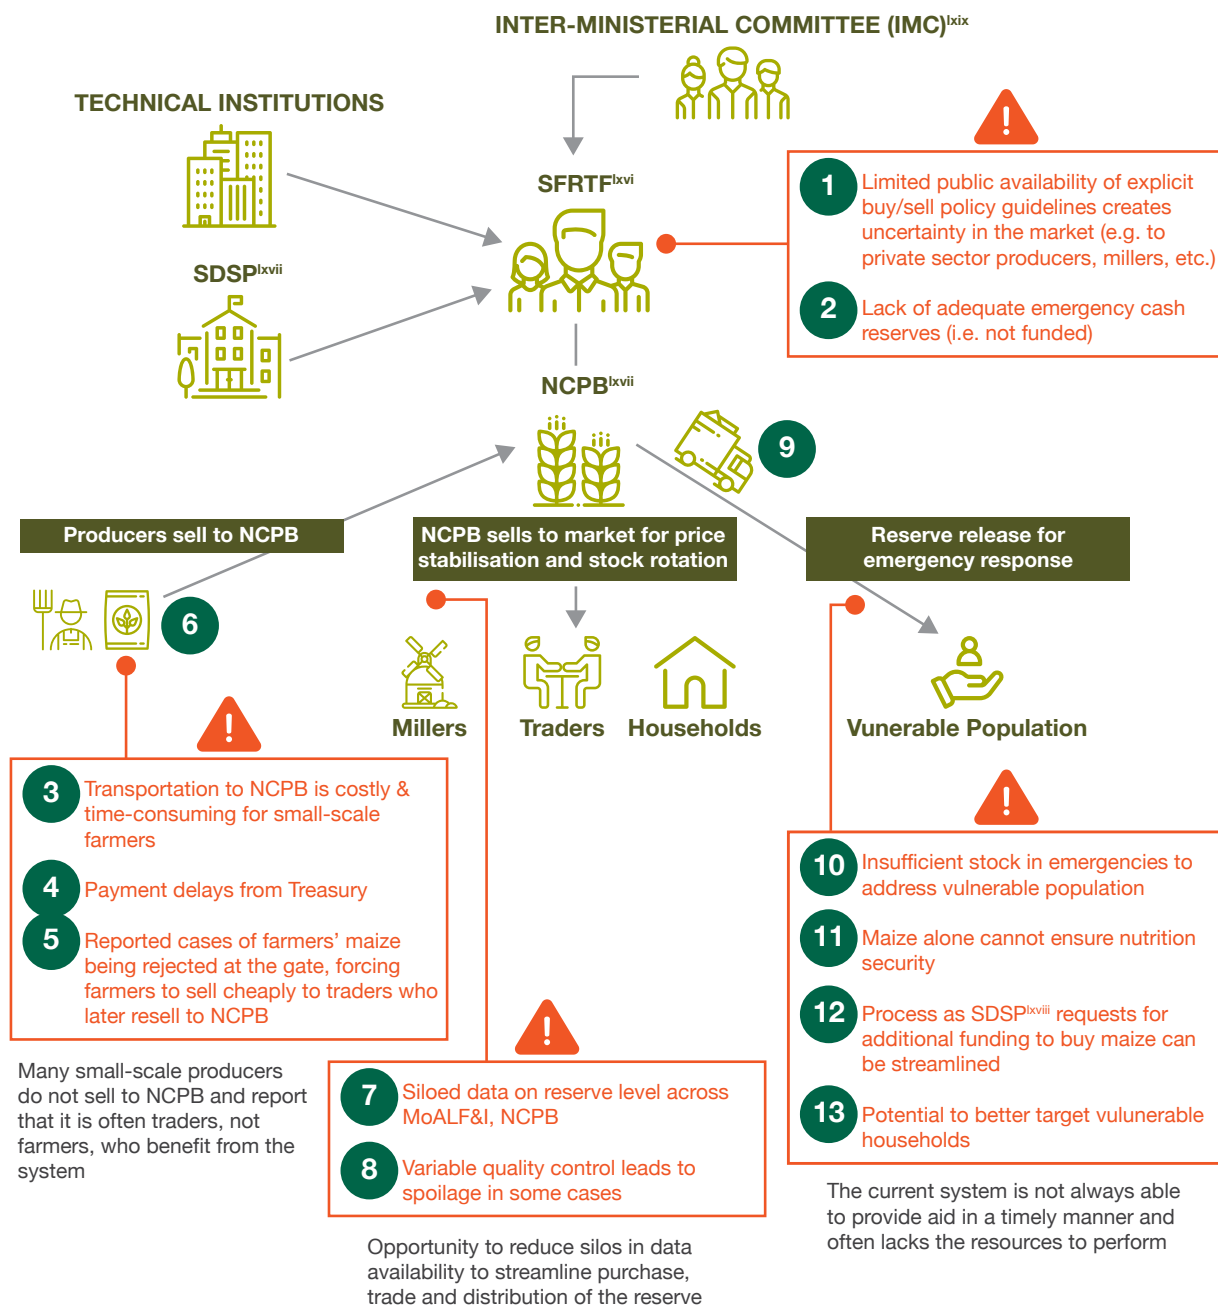 INTER-MINISTERIAL COMMITTEE (IMC)lxix
TECHNICAL INSTITUTIONS
SFRTFlxvi
SDSPlxvii
NCPBlxvii
1 Limited public availability of explicit
buy/sell policy guidelines creates
uncertainty in the market (e.g. to
private sector producers, millers, etc.)
2 Lack of adequate emergency cash
reserves (i.e. not funded)
9
Producers sell to NCPB
NCPB sells to market for price
stabilisation and stock rotation
Reserve release for
emergency response
6
Millers
Traders
Households
Vunerable Population
3 Transportation to NCPB is costly &
time-consuming for small-scale
farmers
4 Payment delays from Treasury
5 Reported cases of farmers’ maize
being rejected at the gate, forcing
farmers to sell cheaply to traders who
later resell to NCPB
Many small-scale producers
do not sell to NCPB and report
that it is often traders, not
farmers, who benefit from the
system
7 Siloed data on reserve level across
MoALF&I, NCPB
8 Variable quality control leads to
spoilage in some cases
Opportunity to reduce silos in data
availability to streamline purchase,
trade and distribution of the reserve
10 Insufficient stock in emergencies to
address vulnerable population
11 Maize alone cannot ensure nutrition
security
12 Process as SDSPlxviii requests for
additional funding to buy maize can
be streamlined
13 Potential to better target vulunerable
households
The current system is not always able
to provide aid in a timely manner and
often lacks the resources to perform